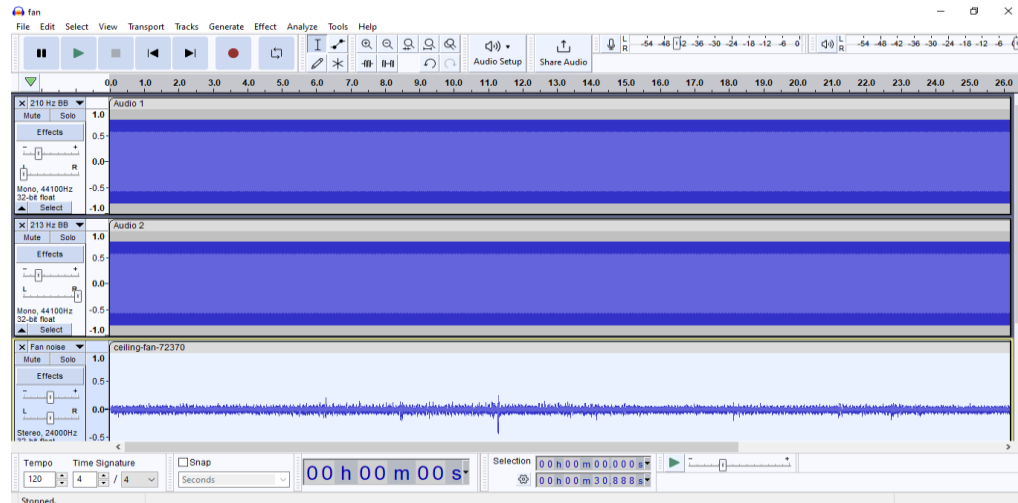 fan
File Edit Select View Transport Tracks Generate Effect Analyze Tools Help
L
R -54 -48 -42 -36 -30 -24 -18 -12 -6 0
L
R -54 -48 -42 -36 -30 -24 -18 -12 -6
Audio Setup Share Audio
0.0 1.0 2.0 3.0 4.0 5.0 6.0 7.0 8.0 9.0 10.0 11.0 12.0 13.0 14.0 15.0 16.0 17.0 18.0 19.0 20.0 21.0 22.0 23.0 24.0 25.0 26.0
210 Hz BB Audio 1
Mute Solo 1.0
Effects 0.5
- + 0.0
L R
Mono, 44100Hz -0.5
32-bit float
Select -1.0
213 Hz BB Audio 2
Mute Solo 1.0
Effects 0.5
- + 0.0
L R
Mono, 44100Hz -0.5
32-bit float
Select -1.0
Fan noise ceiling-fan-72370
Mute Solo 1.0
Effects 0.5
- +
L R 0.0
Stereo, 24000Hz -0.5
32-bit float
Tempo Time Signature Snap
120 4 / 4 Seconds
00 h 00 m 00 s
Selection 00 h 00 m 00.000 s
00 h 00 m 30.888 s
- +
Stopped.